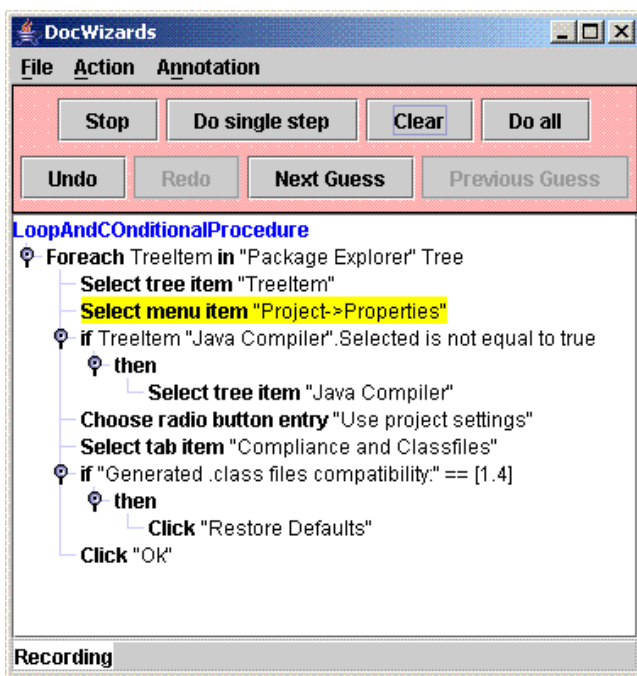 DocWizards
File Action Annotation
Stop Do single step Clear Do all
Undo Redo Next Guess Previous Guess
LoopAndCOnditionalProcedure
Foreach TreeItem in "Package Explorer" Tree
Select tree item "TreeItem"
Select menu item "Project->Properties"
if TreeItem "Java Compiler".Selected is not equal to true
then
Select tree item "Java Compiler"
Choose radio button entry "Use project settings"
Select tab item "Compliance and Classfiles"
if "Generated .class files compatibility:" == [1.4]
then
Click "Restore Defaults"
Click "OK"
Recording